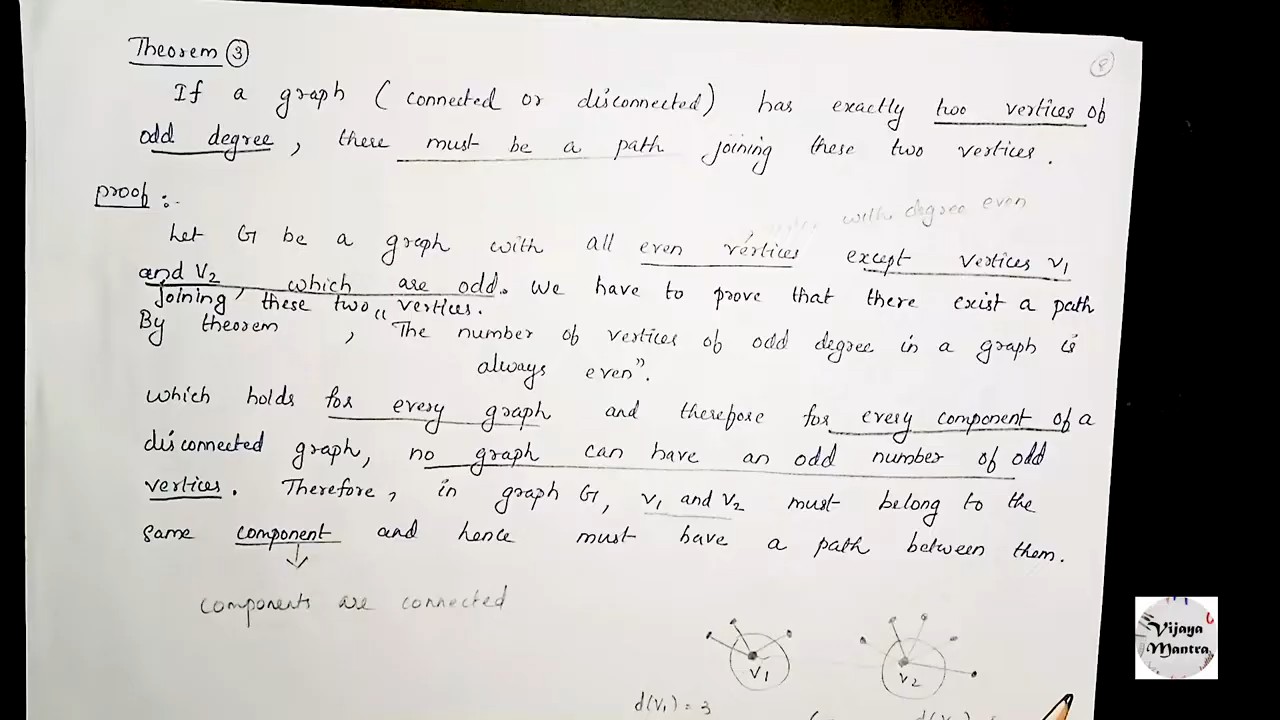 Theorem ③
⑧
If a graph (connected or disconnected) has exactly two vertices of
odd degree, there must be a path joining these two vertices.
proof :-
with degree even
Let G be a graph with all even vertices except vertices v1
and v2, which are odd. We have to prove that there exist a path
joining these two vertices.
By theorem , "The number of vertices of odd degree in a graph is
always even".
which holds for every graph and therefore for every component of a
disconnected graph, no graph can have an odd number of odd
vertices. Therefore, in graph G, v1 and v2 must belong to the
same component and hence must have a path between them.
components are connected
v1
v2
d(v1) = 3
Vijaya
Mantra